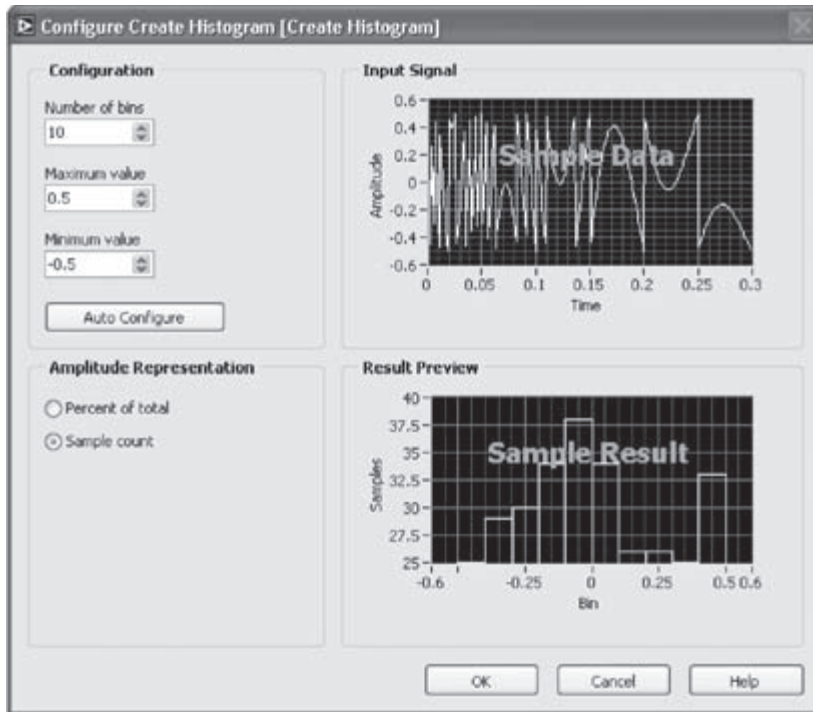 Configure Create Histogram [Create Histogram]
Configuration
Number of bins
10
Maximum value
0.5
Minimum value
-0.5
Auto Configure
Amplitude Representation
Percent of total
Sample count
Input Signal
Sample Data
Amplitude
0.6
0.4
0.2
0
-0.2
-0.4
-0.6
0 0.05 0.1 0.15 0.2 0.25 0.3
Time
Result Preview
Sample Result
Samples
40
37.5
35
32.5
30
27.5
25
-0.6 -0.25 0 0.25 0.5 0.6
Bin
OK Cancel Help